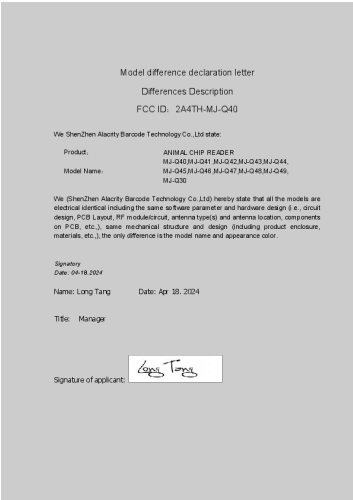 Model difference declaration letter
Differences Description
FCC ID： 2A4TH-MJ-Q40
We ShenZhen Alacrity Barcode Technology Co.,Ltd state:
Product: ANIMAL CHIP READER
MJ-Q40,MJ-Q41,MJ-Q42,MJ-Q43,MJ-Q44,
Model Name: MJ-Q45,MJ-Q46,MJ-Q47,MJ-Q48,MJ-Q49,
MJ-Q30
We (ShenZhen Alacrity Barcode Technology Co.,Ltd) hereby state that all the models are
electrical identical including the same software parameter and hardware design (i.e., circuit
design, PCB Layout, RF module/circuit, antenna type(s) and antenna location, components
on PCB, etc.,), same mechanical structure and design (including product enclosure,
materials, etc.,), the only difference is the model name and appearance color.
Signatory
Date: 04-18.2024
Name: Long Tang Date: Apr 18. 2024
Title: Manager
Long Tang
Signature of applicant: